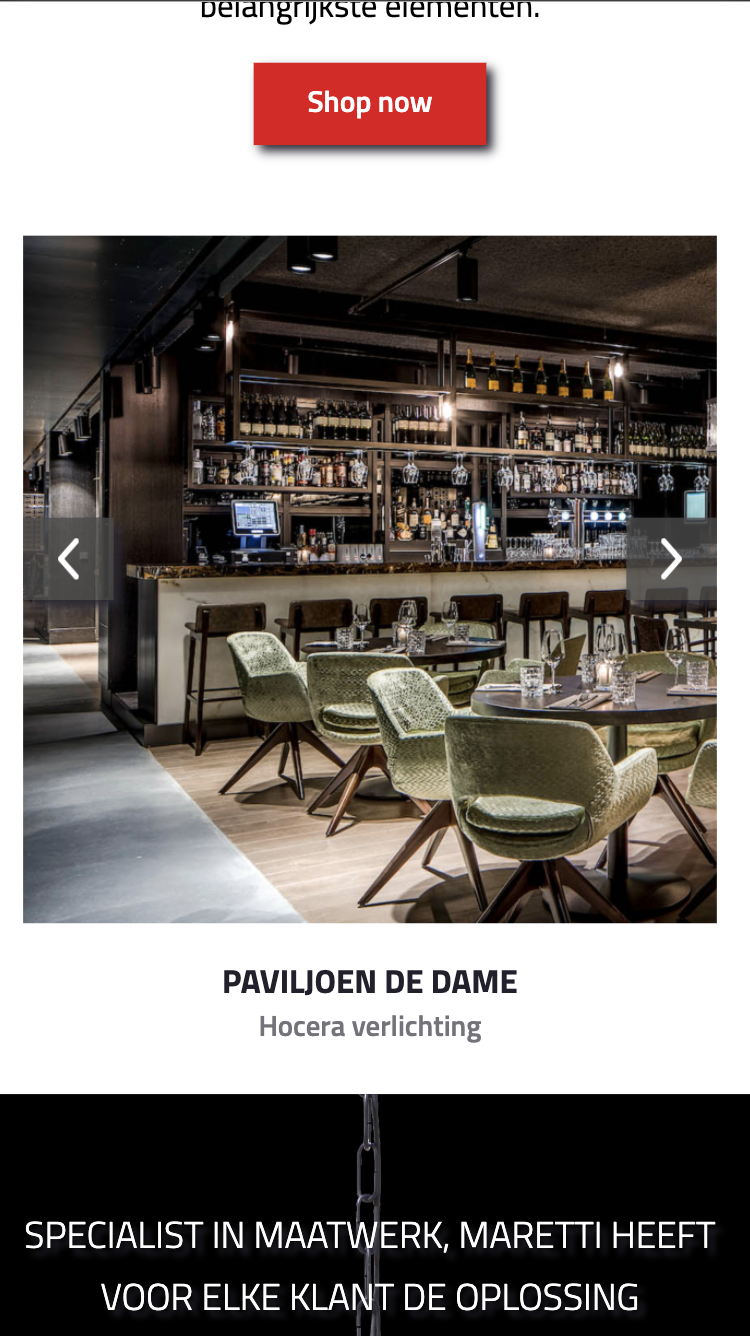 belangrijkste elementen.
Shop now
PAVILJOEN DE DAME
Hocera verlichting
SPECIALIST IN MAATWERK, MARETTI HEEFT
VOOR ELKE KLANT DE OPLOSSING